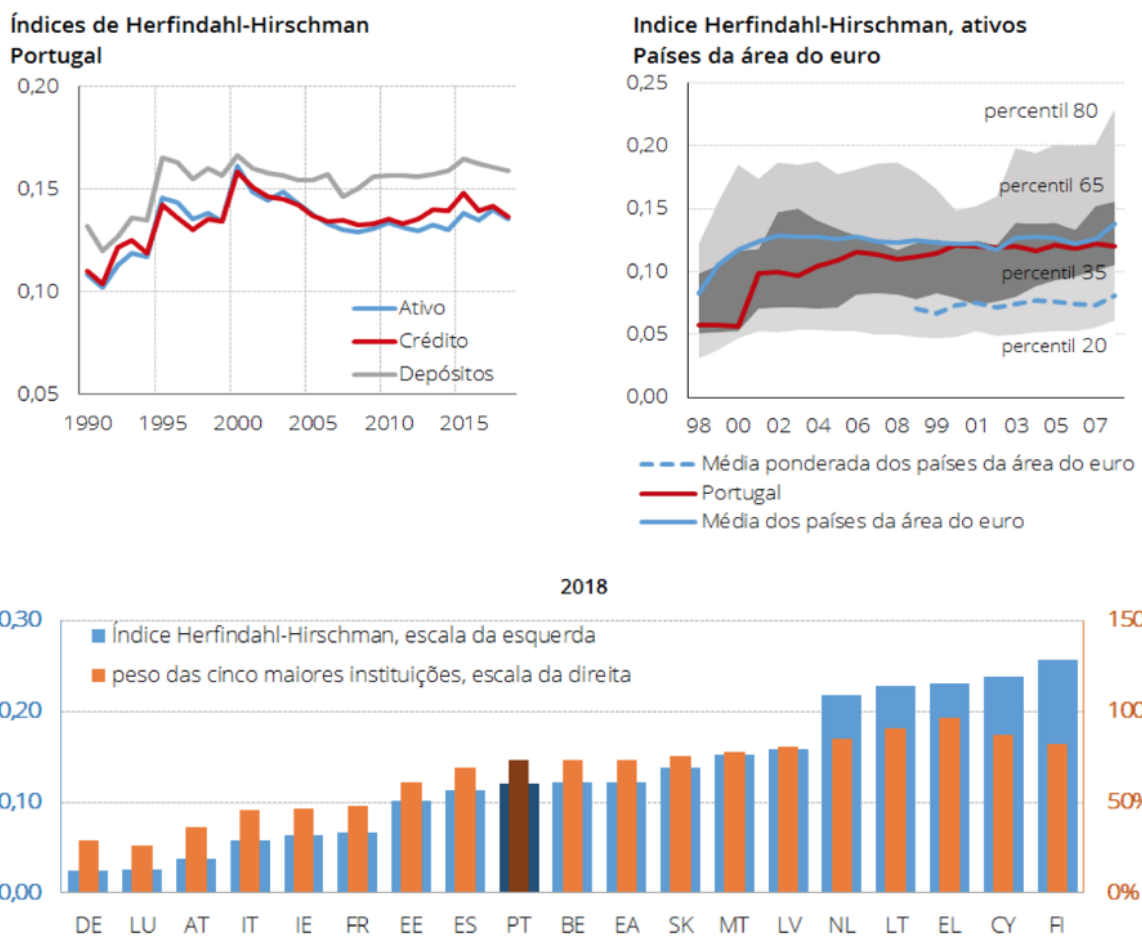 Índices de Herfindahl-Hirschman
Portugal
0,20
0,15
0,10
0,05
Ativo
Crédito
Depósitos
1990 1995 2000 2005 2010 2015
Indice Herfindahl-Hirschman, ativos
Países da área do euro
0,25
0,20
0,15
0,10
0,05
0,00
percentil 80
percentil 65
percentil 35
percentil 20
98 00 02 04 06 08 99 01 03 05 07
Média ponderada dos países da área do euro
Portugal
Média dos países da área do euro
2018
0,30
0,20
0,10
0,00
Índice Herfindahl-Hirschman, escala da esquerda
peso das cinco maiores instituições, escala da direita
150
100
50%
0%
DE LU AT IT IE FR EE ES PT BE EA SK MT LV NL LT EL CY FI